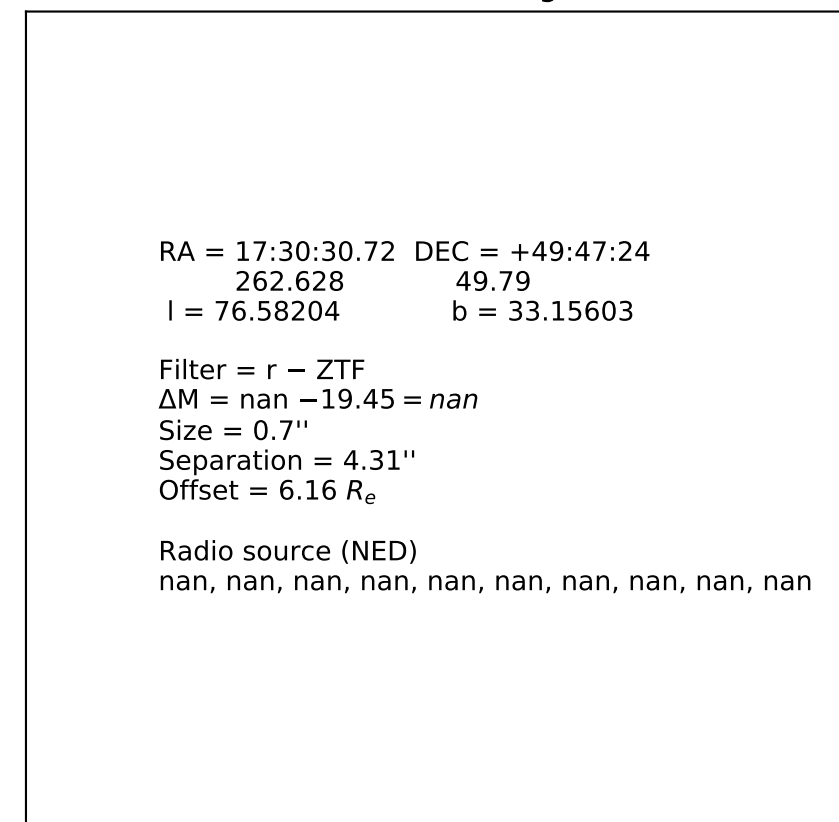 RA = 17:30:30.72 DEC = +49:47:24
262.628 49.79
l = 76.58204 b = 33.15603
Filter = r − ZTF
ΔM = nan −19.45 = nan
Size = 0.7''
Separation = 4.31''
Offset = 6.16 Re
Radio source (NED)
nan, nan, nan, nan, nan, nan, nan, nan, nan, nan